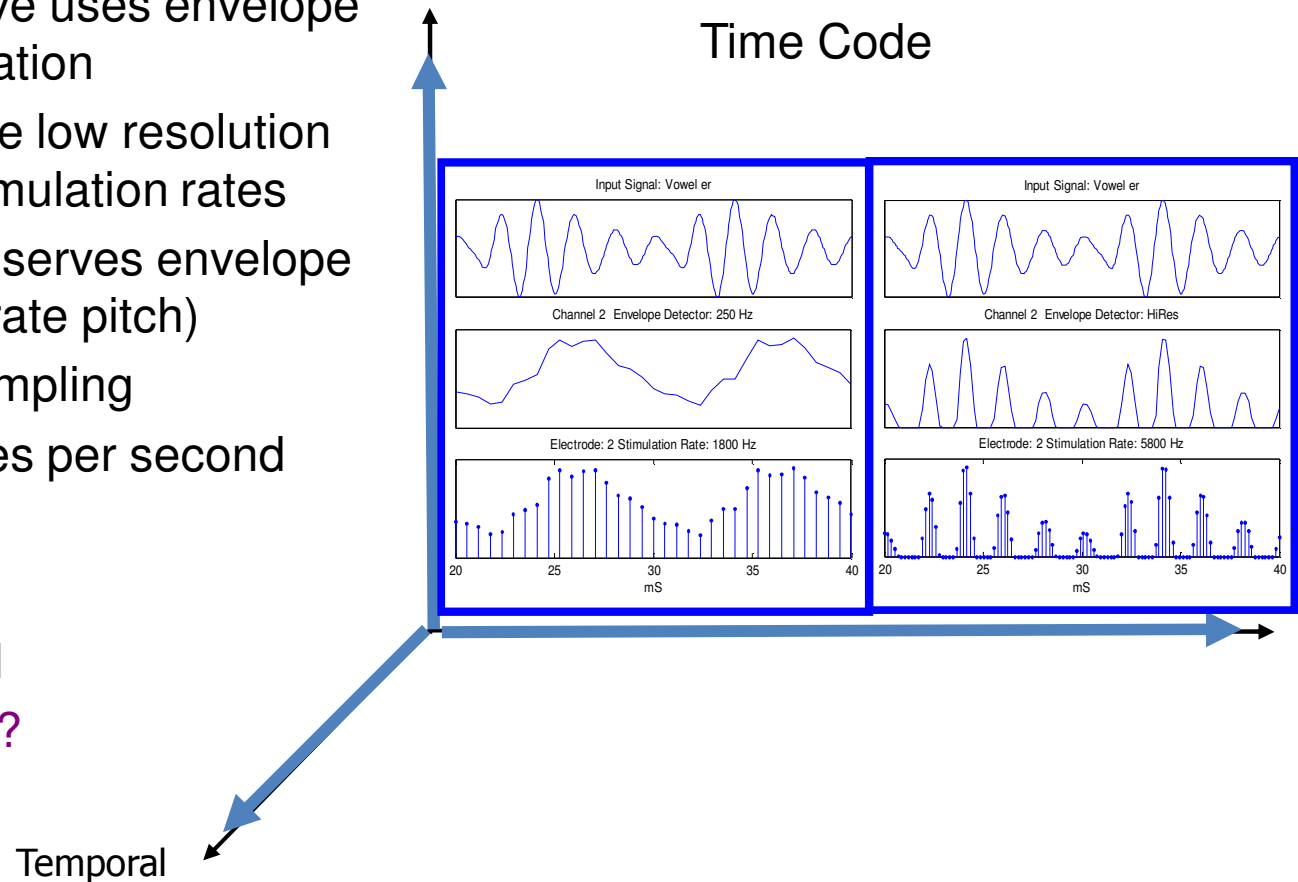 ve uses envelope
ation
e low resolution
mulation rates
serves envelope
rate pitch)
mpling
es per second
?
Temporal
Time Code
Input Signal: Vowel er
Channel 2 Envelope Detector: 250 Hz
Electrode: 2 Stimulation Rate: 1800 Hz
20 25 30 35 40
mS
Input Signal: Vowel er
Channel 2 Envelope Detector: HiRes
Electrode: 2 Stimulation Rate: 5800 Hz
20 25 30 35 40
mS